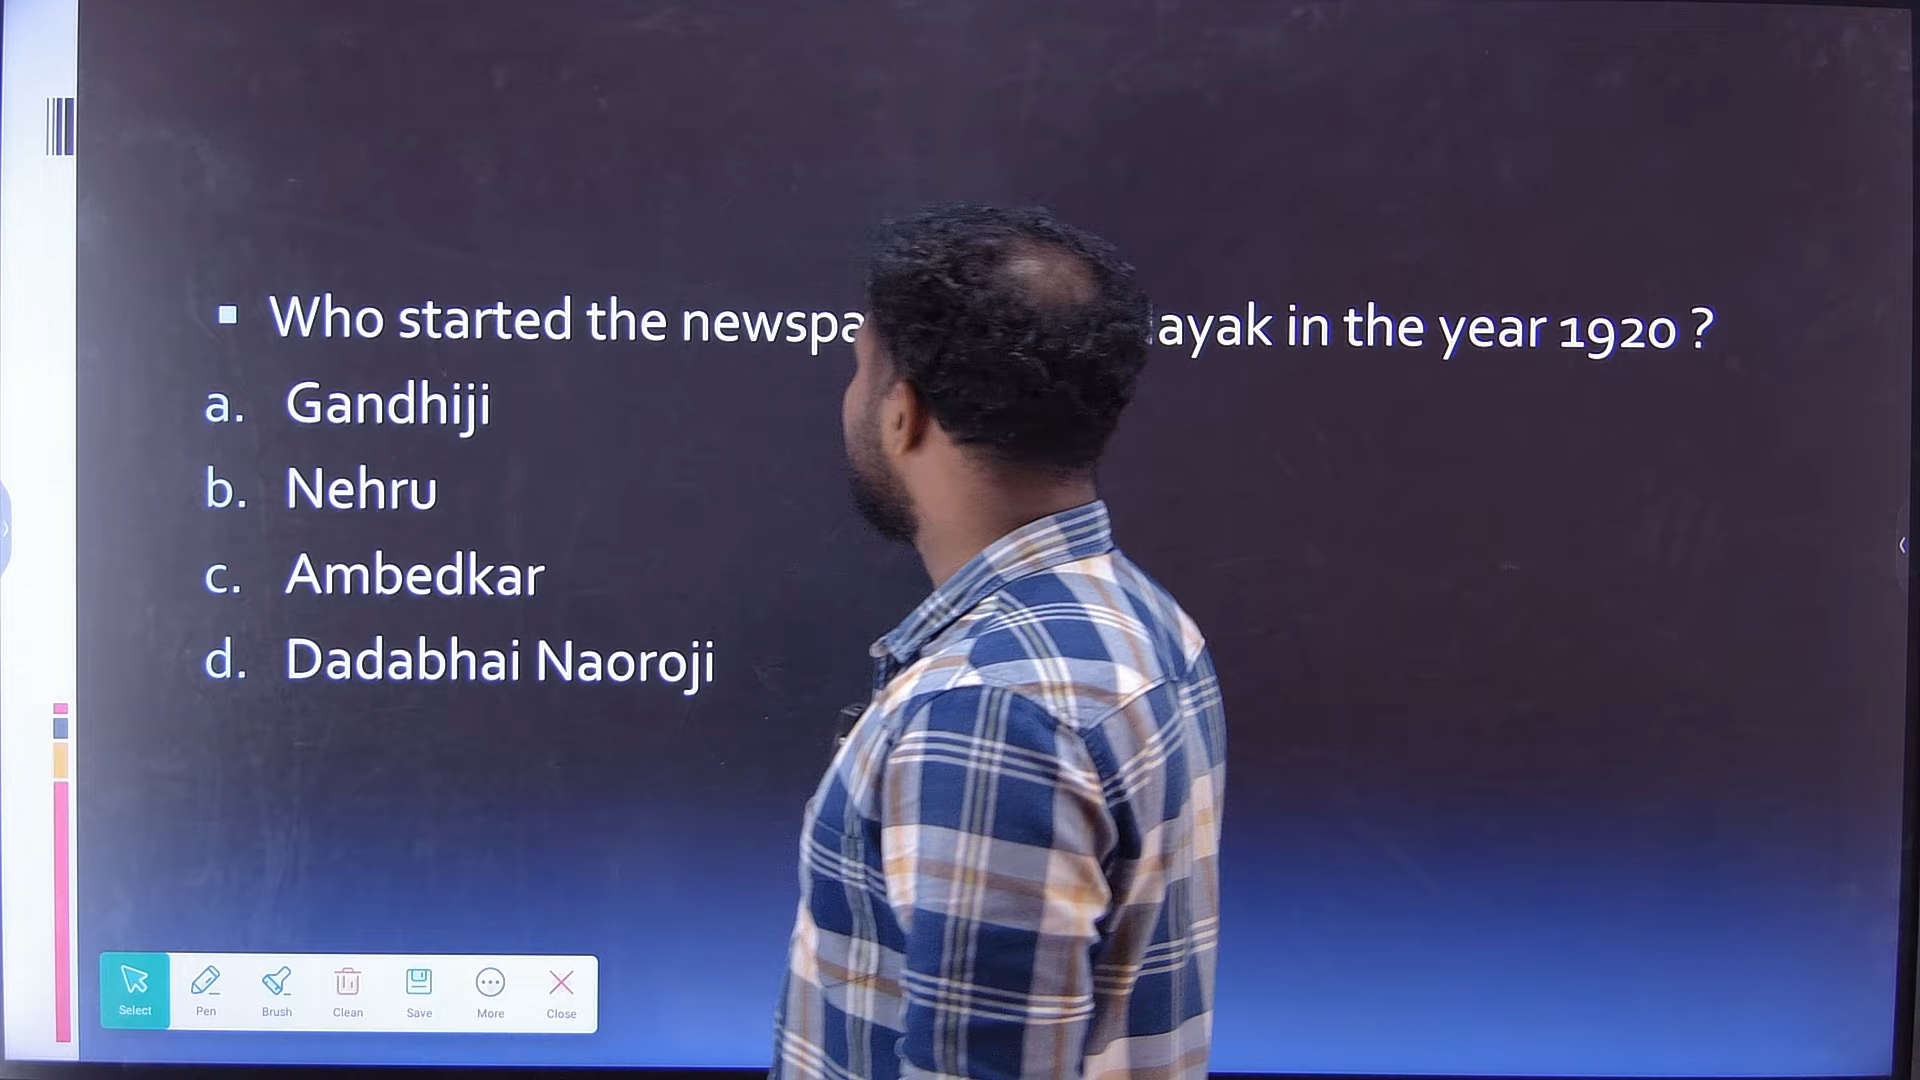 Who started the newspa ayak in the year 1920 ?
a. Gandhiji
b. Nehru
c. Ambedkar
d. Dadabhai Naoroji
Select Pen Brush Clean Save More Close